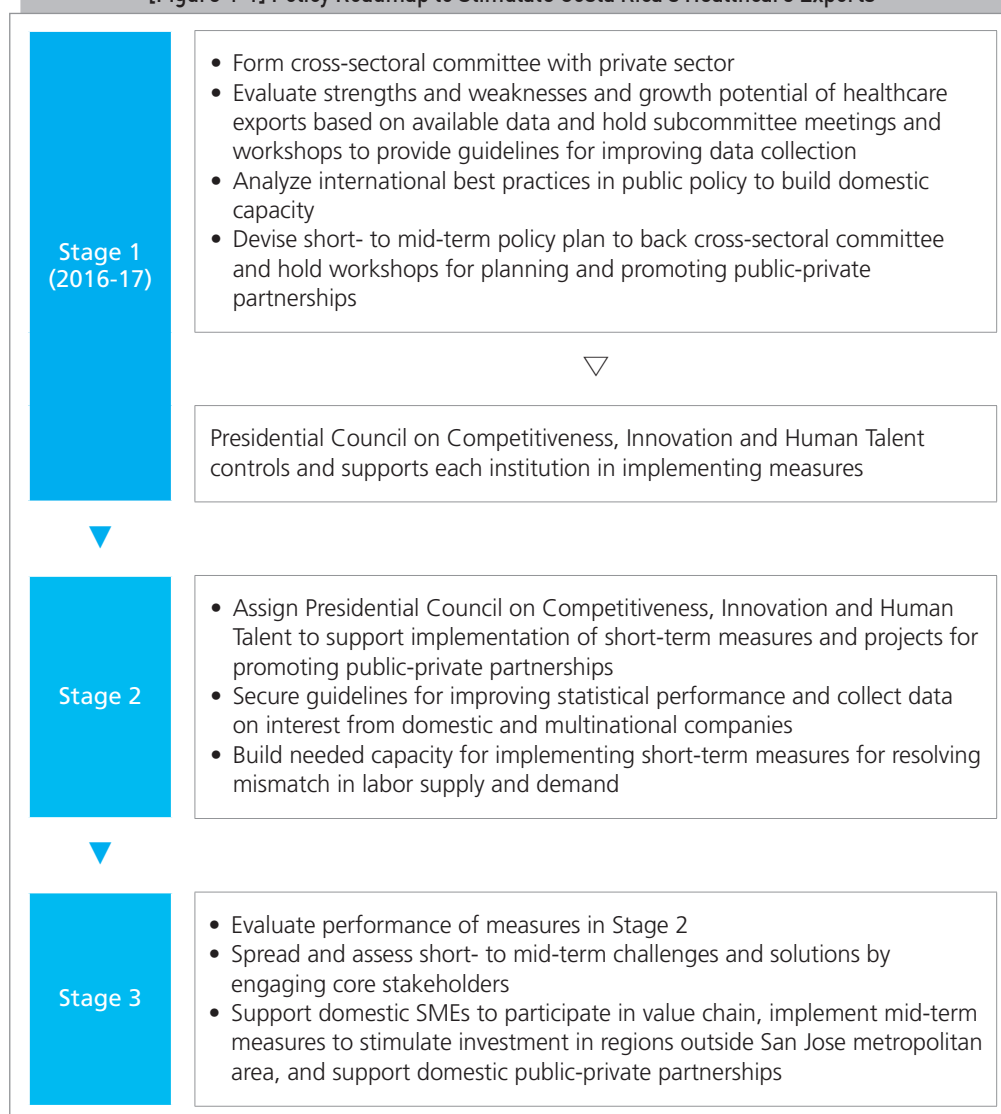 • Form cross-sectoral committee with private sector
• Evaluate strengths and weaknesses and growth potential of healthcare
exports based on available data and hold subcommittee meetings and
workshops to provide guidelines for improving data collection
• Analyze international best practices in public policy to build domestic
capacity
• Devise short- to mid-term policy plan to back cross-sectoral committee
and hold workshops for planning and promoting public-private
partnerships
Stage 1
(2016-17)
Presidential Council on Competitiveness, Innovation and Human Talent
controls and supports each institution in implementing measures
Stage 2
• Assign Presidential Council on Competitiveness, Innovation and Human
Talent to support implementation of short-term measures and projects for
promoting public-private partnerships
• Secure guidelines for improving statistical performance and collect data
on interest from domestic and multinational companies
• Build needed capacity for implementing short-term measures for resolving
mismatch in labor supply and demand
Stage 3
• Evaluate performance of measures in Stage 2
• Spread and assess short- to mid-term challenges and solutions by
engaging core stakeholders
• Support domestic SMEs to participate in value chain, implement mid-term
measures to stimulate investment in regions outside San Jose metropolitan
area, and support domestic public-private partnerships